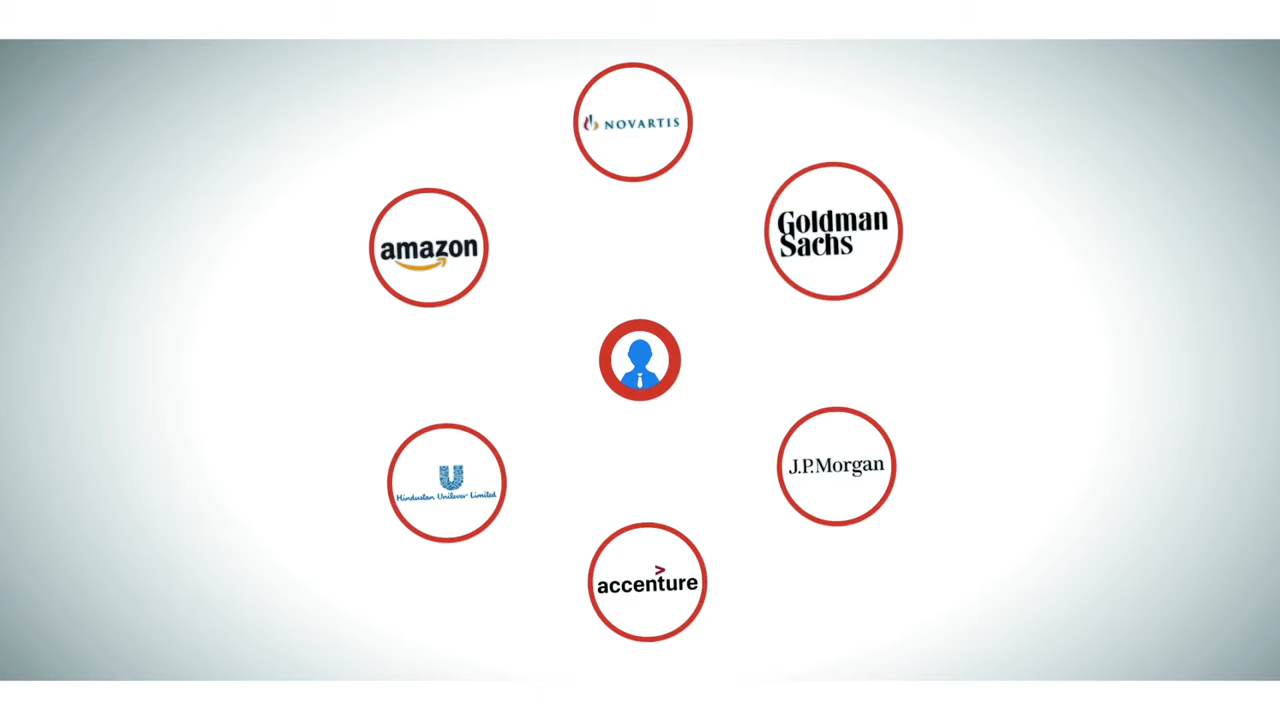 NOVARTIS
amazon
Goldman
Sachs
Hindustan Unilever Limited
J.P.Morgan
accenture